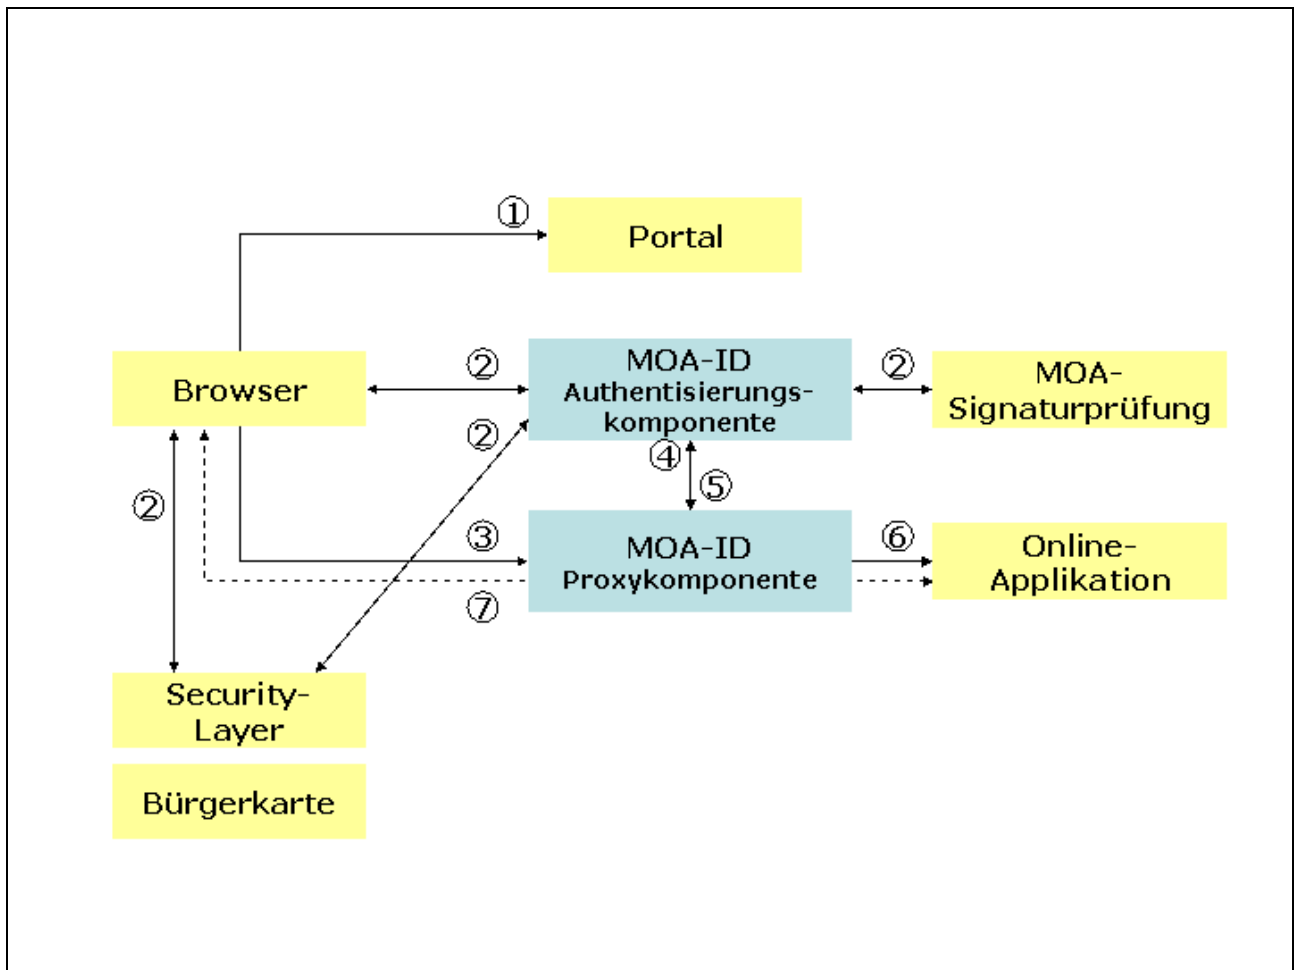 ①
Portal
Browser
②
MOA-ID
Authentisierungs-
komponente
②
MOA-
Signaturprüfung
②
④
⑤
②
③
MOA-ID
Proxykomponente
⑥
Online-
Applikation
⑦
Security-
Layer
Bürgerkarte